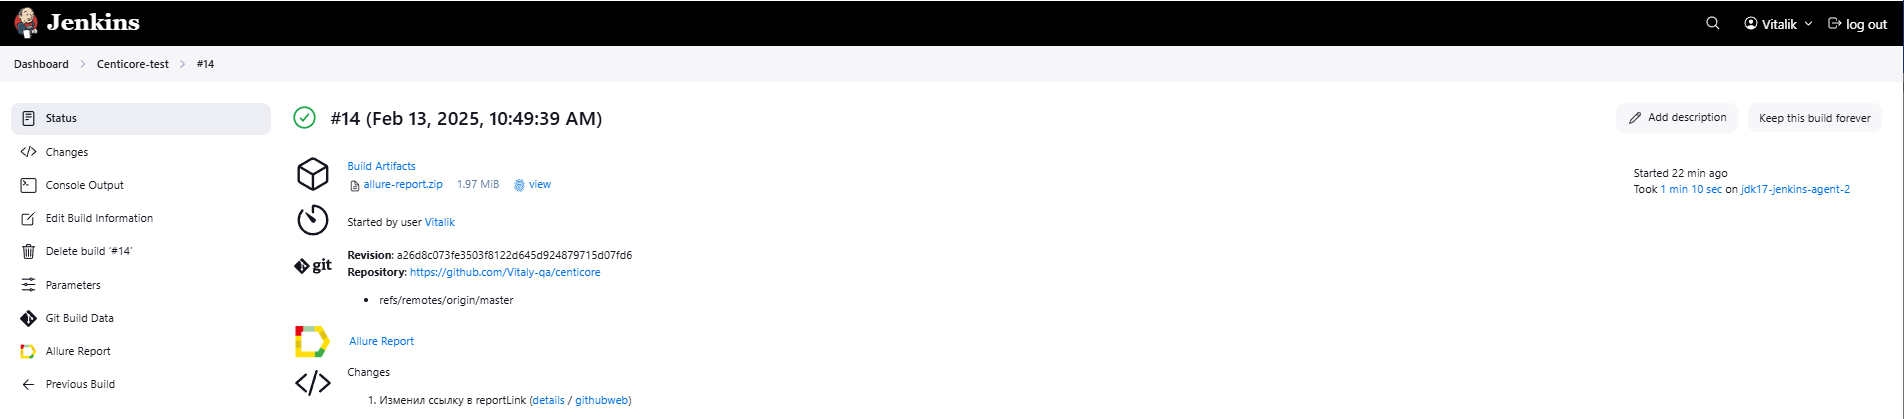 Jenkins
Vitalik
log out
Dashboard > Centicore-test > #14
Status
Changes
Console Output
Edit Build Information
Delete build ‘#14’
Parameters
Git Build Data
Allure Report
Previous Build
#14 (Feb 13, 2025, 10:49:39 AM)
Add description
Keep this build forever
Build Artifacts
allure-report.zip 1.97 MiB view
Started 22 min ago
Took 1 min 10 sec on jdk17-jenkins-agent-2
Started by user Vitalik
git
Revision: a26d8c073fe3503f8122d645d924879715d07fd6
Repository: https://github.com/Vitaly-qa/centicore
• refs/remotes/origin/master
Allure Report
Changes
1. Изменил ссылку в reportLink (details / githubweb)